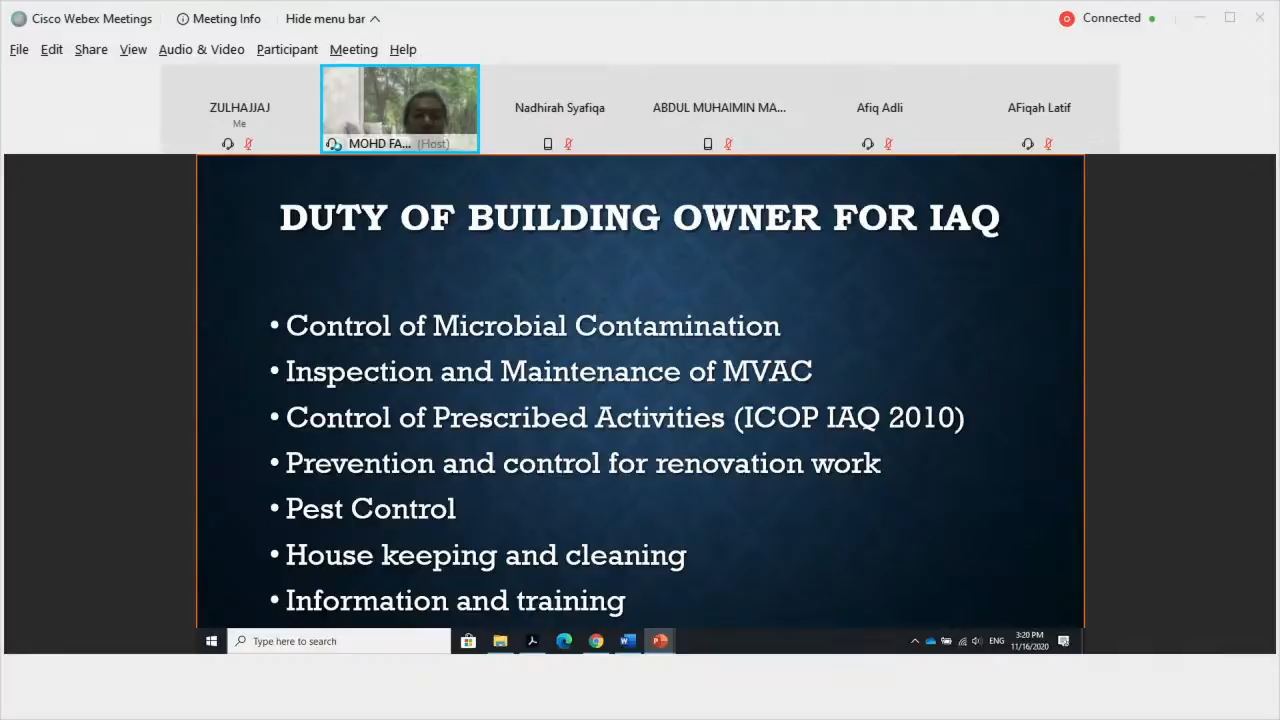 Cisco Webex Meetings
Meeting Info
Hide menu bar
Connected
File Edit Share View Audio & Video Participant Meeting Help
ZULHAJJAJ
Me
MOHD FA... (Host)
Nadhirah Syafiqa
ABDUL MUHAIMIN MA...
Afiq Adli
AFiqah Latif
DUTY OF BUILDING OWNER FOR IAQ
• Control of Microbial Contamination
• Inspection and Maintenance of MVAC
• Control of Prescribed Activities (ICOP IAQ 2010)
• Prevention and control for renovation work
• Pest Control
• House keeping and cleaning
• Information and training
Type here to search
ENG
3:20 PM
11/16/2020